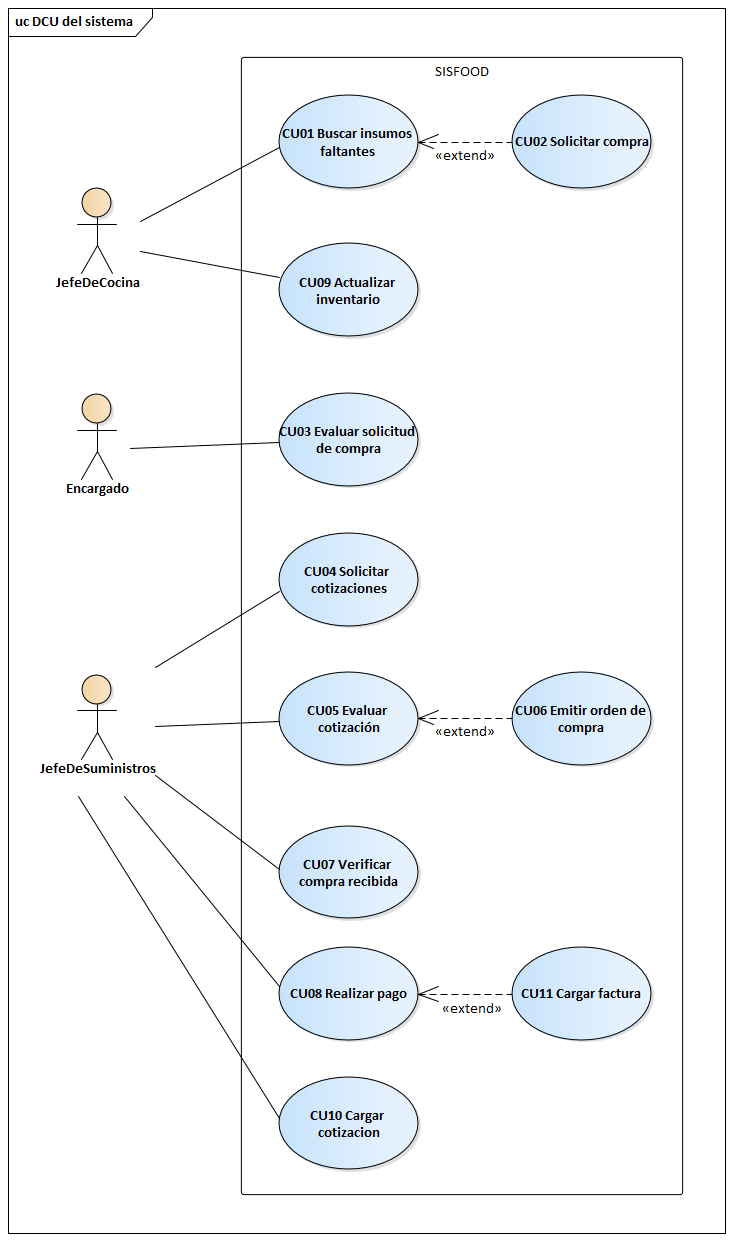 uc DCU del sistema
SISFOOD
CU01 Buscar insumos
faltantes
«extend»
CU02 Solicitar compra
JefeDeCocina
CU09 Actualizar
inventario
CU03 Evaluar solicitud
de compra
Encargado
CU04 Solicitar
cotizaciones
CU05 Evaluar
cotización
«extend»
CU06 Emitir orden de
compra
JefeDeSuministros
CU07 Verificar
compra recibida
CU08 Realizar pago
«extend»
CU11 Cargar factura
CU10 Cargar
cotizacion